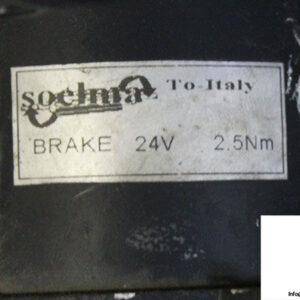 soelma To-Italy
BRAKE 24V 2.5Nm